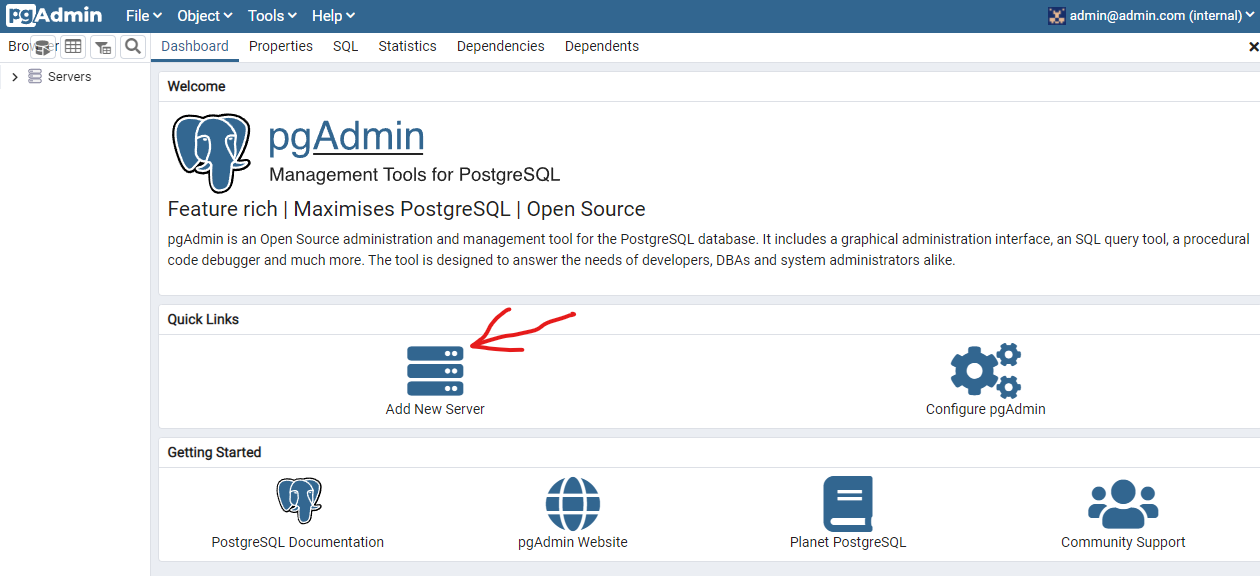 pgAdmin File Object Tools Help admin@admin.com (internal)
Dashboard Properties SQL Statistics Dependencies Dependents
Servers
Welcome
pgAdmin
Management Tools for PostgreSQL
Feature rich | Maximises PostgreSQL | Open Source
pgAdmin is an Open Source administration and management tool for the PostgreSQL database. It includes a graphical administration interface, an SQL query tool, a procedural
code debugger and much more. The tool is designed to answer the needs of developers, DBAs and system administrators alike.
Quick Links
Add New Server Configure pgAdmin
Getting Started
PostgreSQL Documentation pgAdmin Website Planet PostgreSQL Community Support